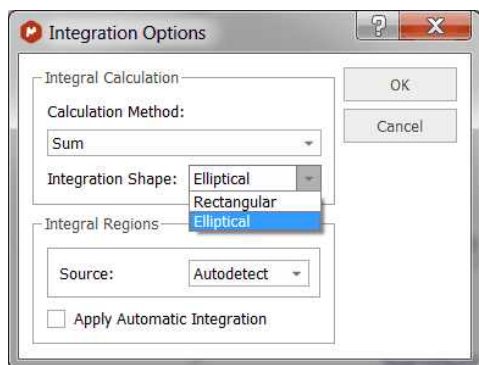 Integration Options
? X
Integral Calculation
OK
Calculation Method:
Sum
Cancel
Integration Shape: Elliptical
Rectangular
Elliptical
Integral Regions
Source: Autodetect
Apply Automatic Integration